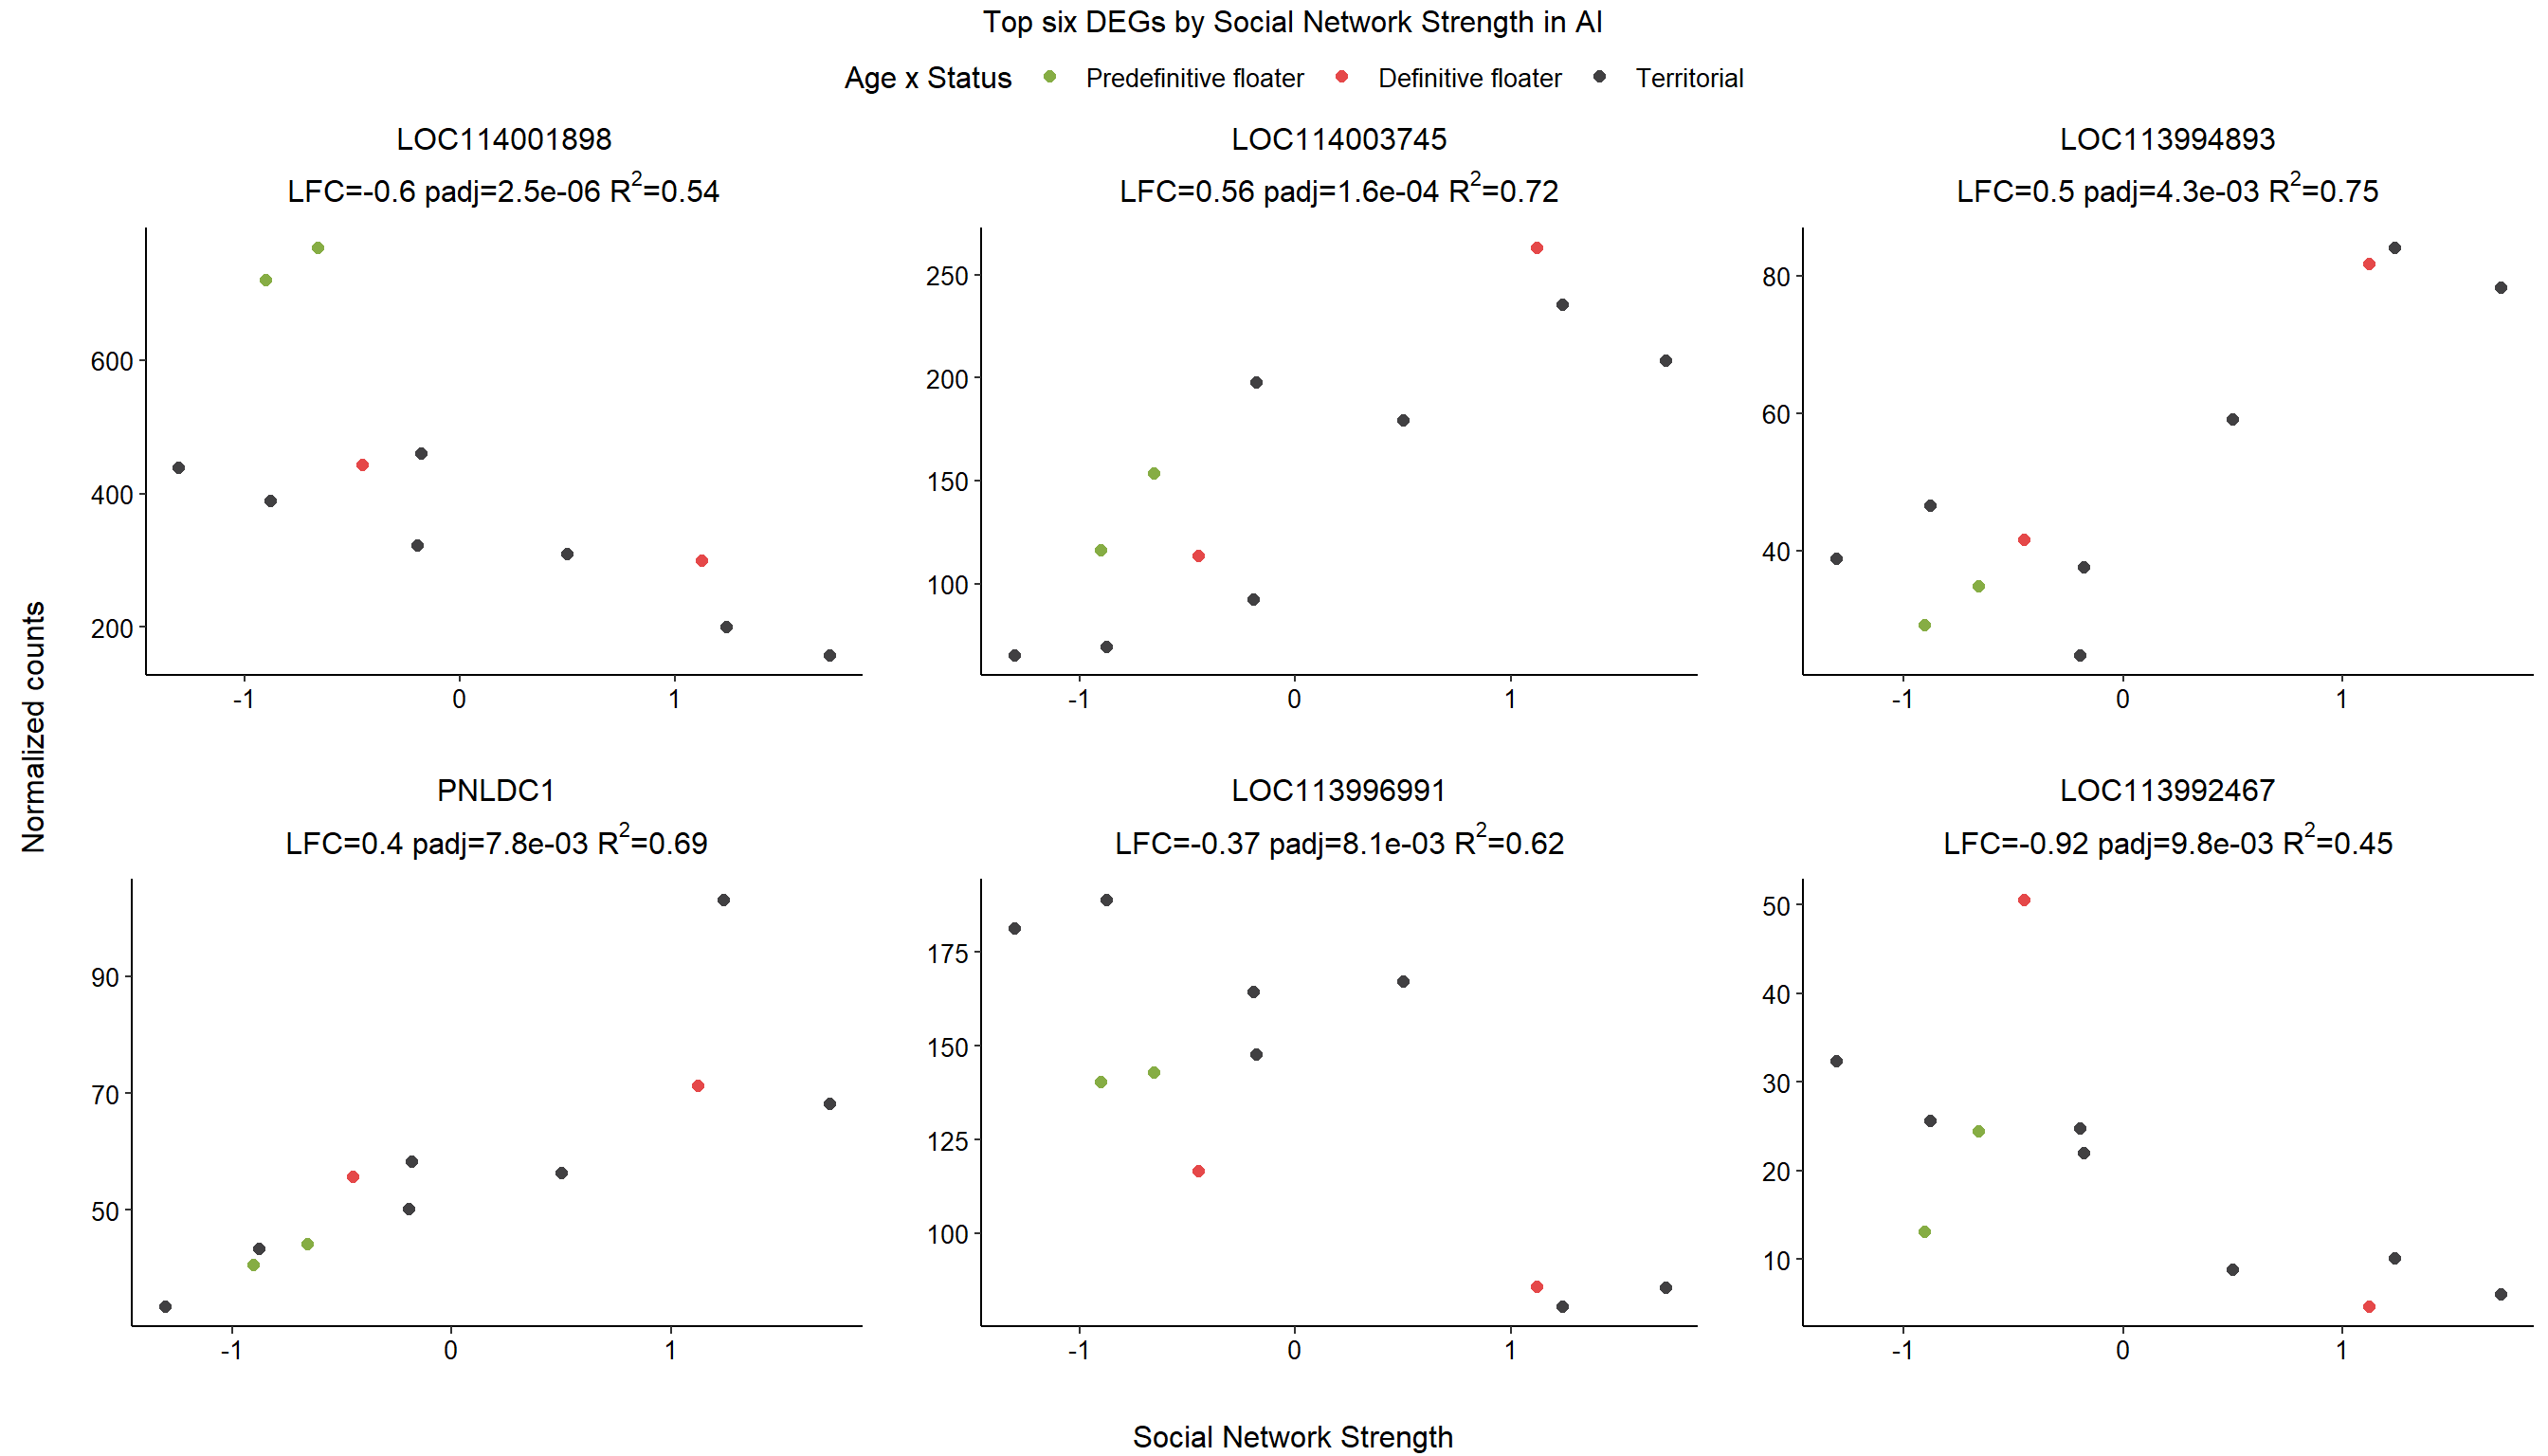 Top six DEGs by Social Network Strength in AI
Age x Status Predefinitive floater Definitive floater Territorial
LOC114001898
LFC=-0.6 padj=2.5e-06 R²=0.54
600
400
200
-1 0 1
LOC114003745
LFC=0.56 padj=1.6e-04 R²=0.72
250
200
150
100
-1 0 1
LOC113994893
LFC=0.5 padj=4.3e-03 R²=0.75
80
60
40
-1 0 1
Normalized counts
PNLDC1
LFC=0.4 padj=7.8e-03 R²=0.69
90
70
50
-1 0 1
LOC113996991
LFC=-0.37 padj=8.1e-03 R²=0.62
175
150
125
100
-1 0 1
LOC113992467
LFC=-0.92 padj=9.8e-03 R²=0.45
50
40
30
20
10
-1 0 1
Social Network Strength